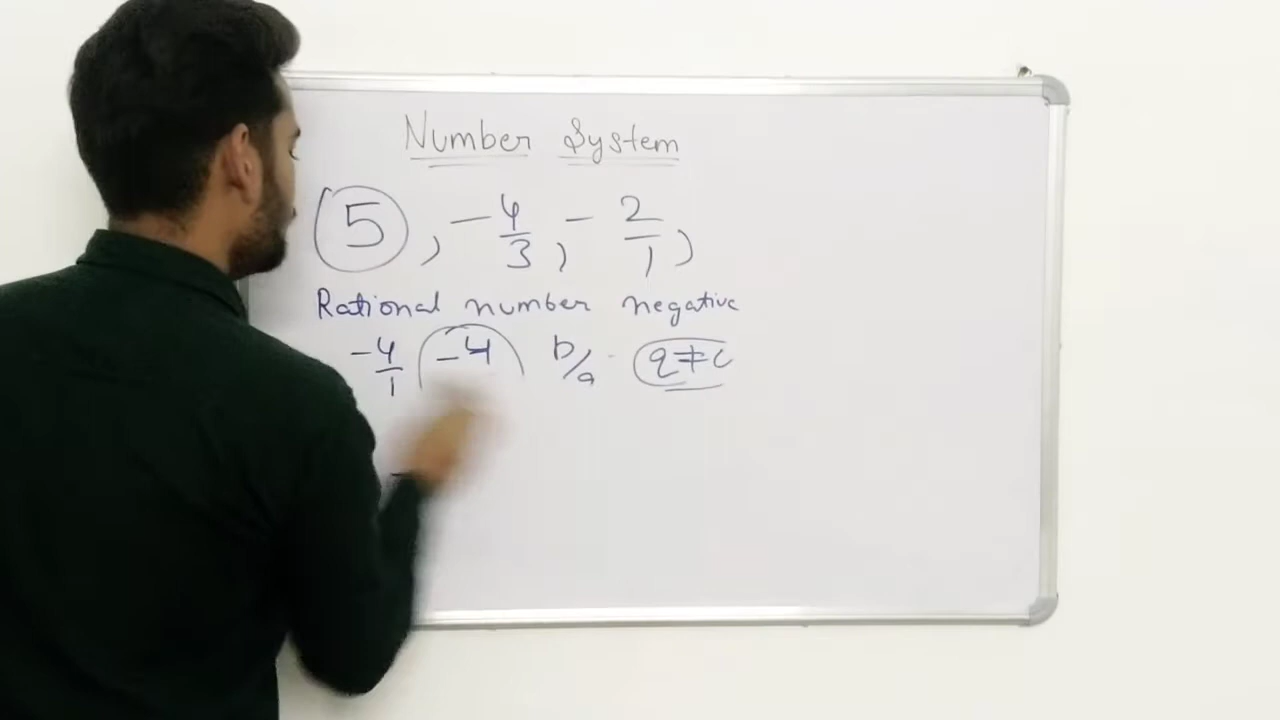 Number System
5, -4/3, -2/1,
Rational number negative
-4/1 -4 p/q q≠0